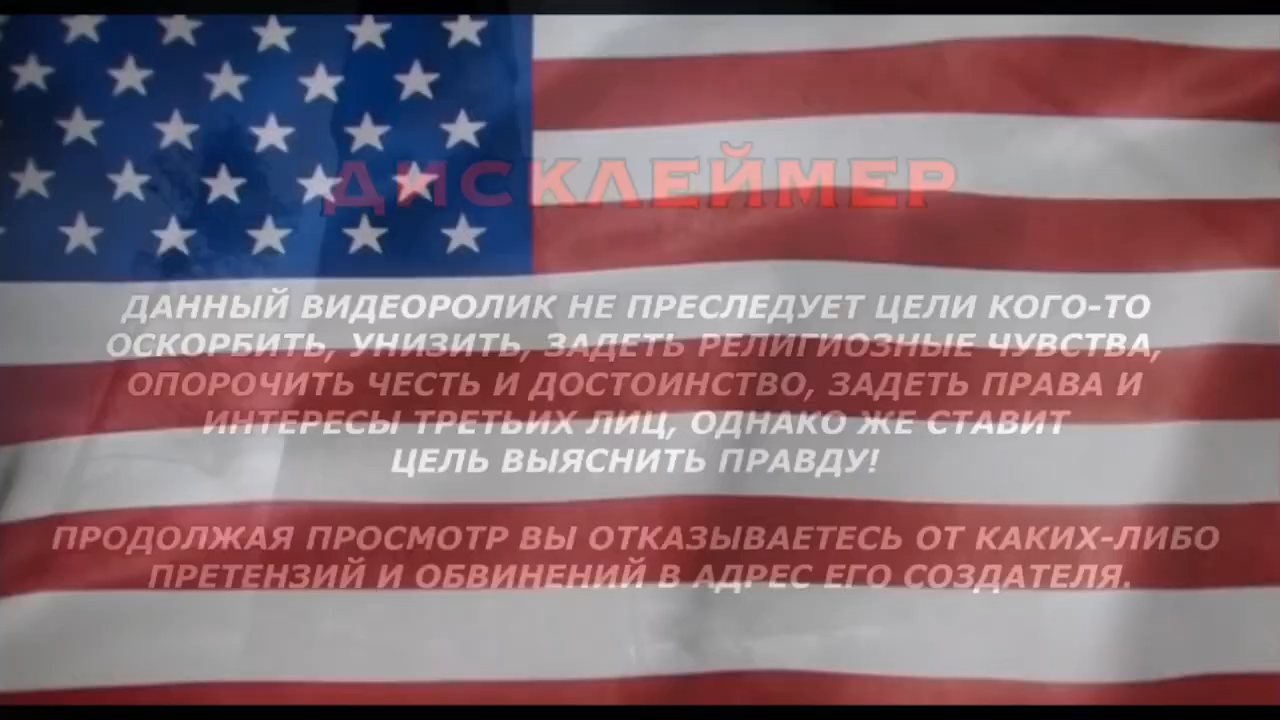 ДИСКЛЕЙМЕР
ДАННЫЙ ВИДЕОРОЛИК НЕ ПРЕСЛЕДУЕТ ЦЕЛИ КОГО-ТО
ОСКОРБИТЬ, УНИЗИТЬ, ЗАДЕТЬ РЕЛИГИОЗНЫЕ ЧУВСТВА,
ОПОРОЧИТЬ ЧЕСТЬ И ДОСТОИНСТВО, ЗАДЕТЬ ПРАВА И
ИНТЕРЕСЫ ТРЕТЬИХ ЛИЦ, ОДНАКО ЖЕ СТАВИТ
ЦЕЛЬ ВЫЯСНИТЬ ПРАВДУ!
ПРОДОЛЖАЯ ПРОСМОТР ВЫ ОТКАЗЫВАЕТЕСЬ ОТ КАКИХ-ЛИБО
ПРЕТЕНЗИЙ И ОБВИНЕНИЙ В АДРЕС ЕГО СОЗДАТЕЛЯ.